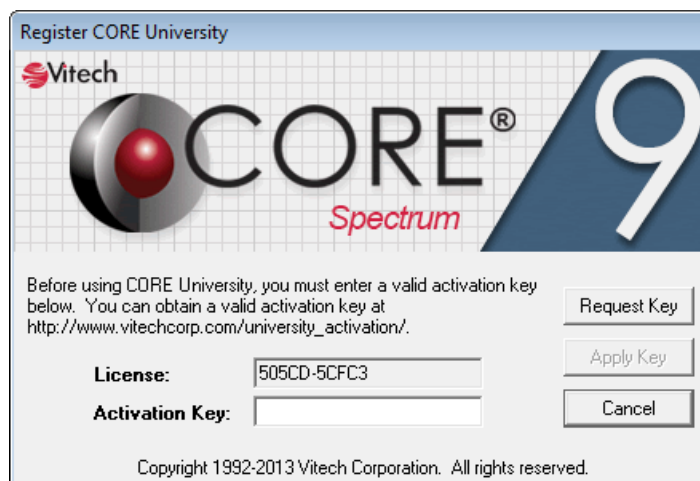 Register CORE University
Vitech
CORE® 9
Spectrum
Before using CORE University, you must enter a valid activation key
below. You can obtain a valid activation key at
http://www.vitechcorp.com/university_activation/.
Request Key
License: 505CD-5CFC3
Apply Key
Activation Key:
Cancel
Copyright 1992-2013 Vitech Corporation. All rights reserved.